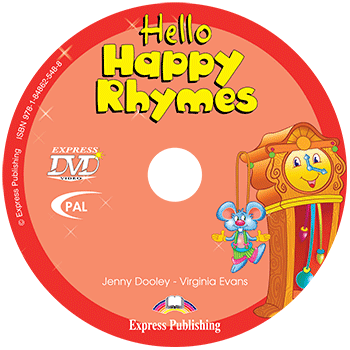 Hello
Happy
Rhymes
© Express Publishing ISBN 978-1-84862-548-8
EXPRESS
DVD
VIDEO
PAL
Jenny Dooley - Virginia Evans
Express Publishing